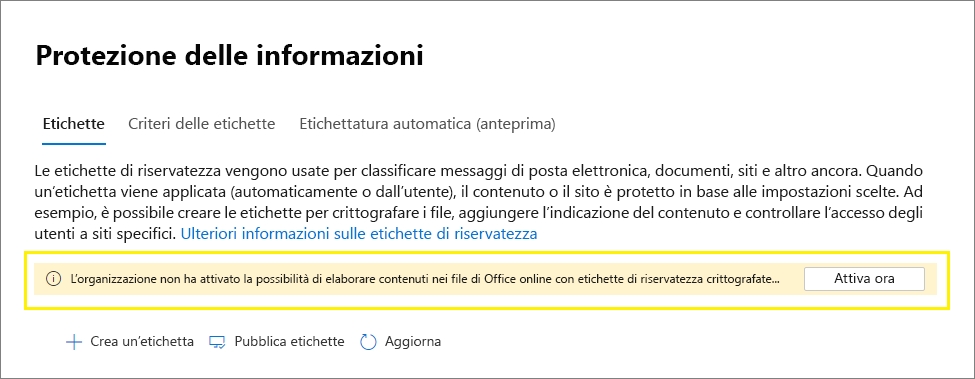 Protezione delle informazioni
Etichette Criteri delle etichette Etichettatura automatica (anteprima)
Le etichette di riservatezza vengono usate per classificare messaggi di posta elettronica, documenti, siti e altro ancora. Quando
un’etichetta viene applicata (automaticamente o dall’utente), il contenuto o il sito è protetto in base alle impostazioni scelte. Ad
esempio, è possibile creare le etichette per crittografare i file, aggiungere l’indicazione del contenuto e controllare l’accesso degli
utenti a siti specifici. Ulteriori informazioni sulle etichette di riservatezza
L’organizzazione non ha attivato la possibilità di elaborare contenuti nei file di Office online con etichette di riservatezza crittografate... Attiva ora
Crea un’etichetta Pubblica etichette Aggiorna